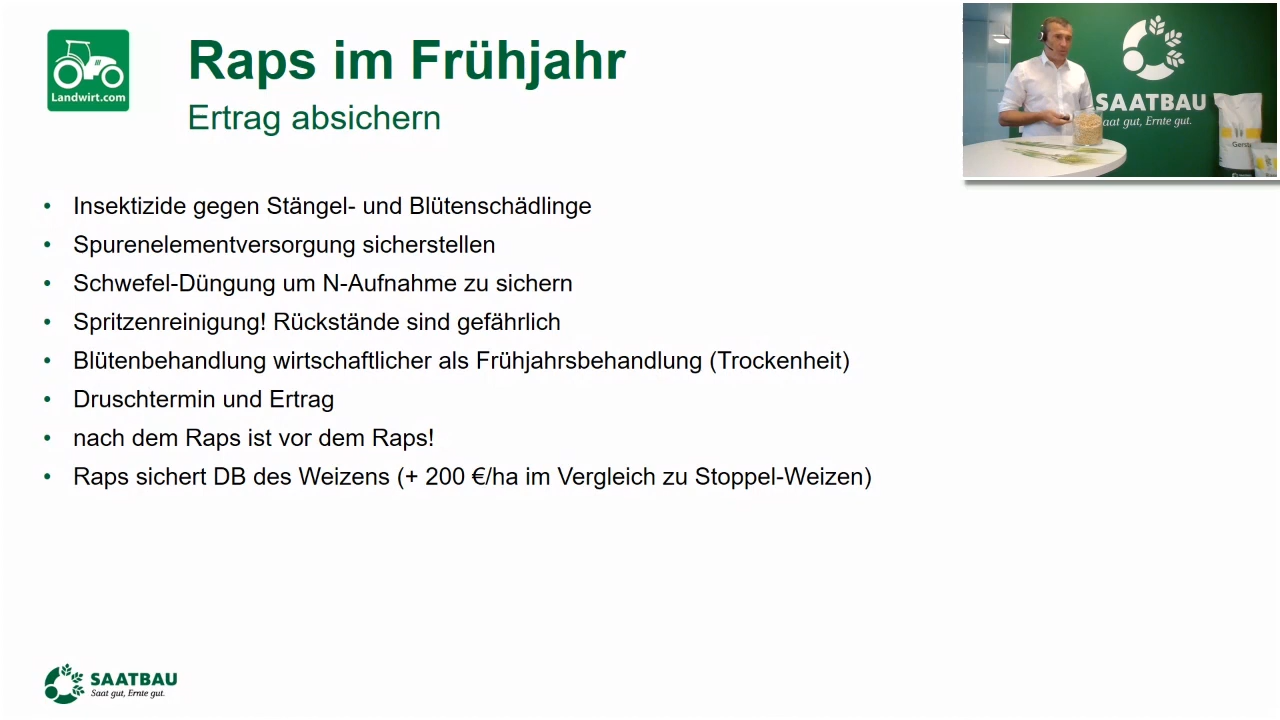 Landwirt.com
Raps im Frühjahr
Ertrag absichern
SAATBAU
aat gut, Ernte gut.
Gerst
• Insektizide gegen Stängel- und Blütenschädlinge
• Spurenelementversorgung sicherstellen
• Schwefel-Düngung um N-Aufnahme zu sichern
• Spritzenreinigung! Rückstände sind gefährlich
• Blütenbehandlung wirtschaftlicher als Frühjahrsbehandlung (Trockenheit)
• Druschtermin und Ertrag
• nach dem Raps ist vor dem Raps!
• Raps sichert DB des Weizens (+ 200 €/ha im Vergleich zu Stoppel-Weizen)
SAATBAU
Saat gut, Ernte gut.